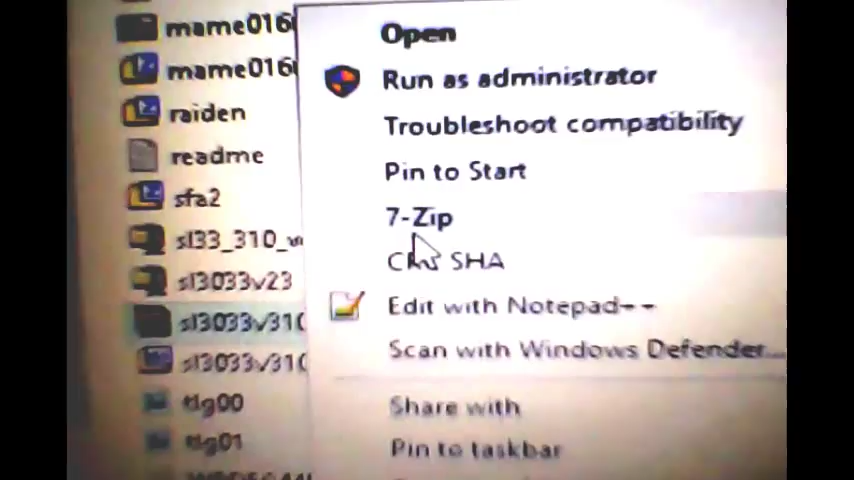 mame016
mame016
raiden
readme
sfa2
sl33_310_w
sl3033v23
sl3033v310
sl3033v310
tlg00
tlg01
Open
Run as administrator
Troubleshoot compatibility
Pin to Start
7-Zip
CRC SHA
Edit with Notepad++
Scan with Windows Defender...
Share with
Pin to taskbar